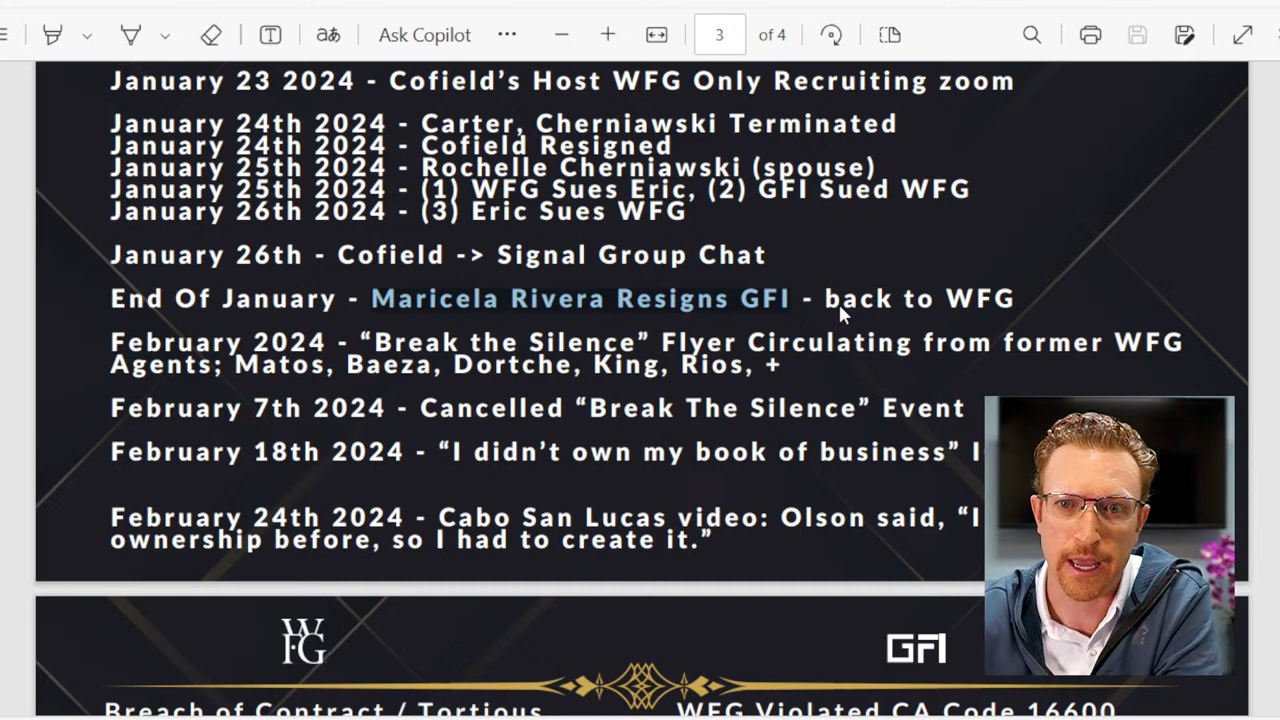 Ask Copilot
3 of 4
January 23 2024 - Cofield's Host WFG Only Recruiting zoom
January 24th 2024 - Carter, Cherniawski Terminated
January 24th 2024 - Cofield Resigned
January 25th 2024 - Rochelle Cherniawski (spouse)
January 25th 2024 - (1) WFG Sues Eric, (2) GFI Sued WFG
January 26th 2024 - (3) Eric Sues WFG
January 26th - Cofield -> Signal Group Chat
End Of January - Maricela Rivera Resigns GFI - back to WFG
February 2024 - “Break the Silence” Flyer Circulating from former WFG
Agents; Matos, Baeza, Dortche, King, Rios, +
February 7th 2024 - Cancelled “Break The Silence” Event
February 18th 2024 - “I didn't own my book of business”
February 24th 2024 - Cabo San Lucas video: Olson said, “I
ownership before, so I had to create it.”
WFG GFI
Breach of Contract / Tortious WFG Violated CA Code 16600